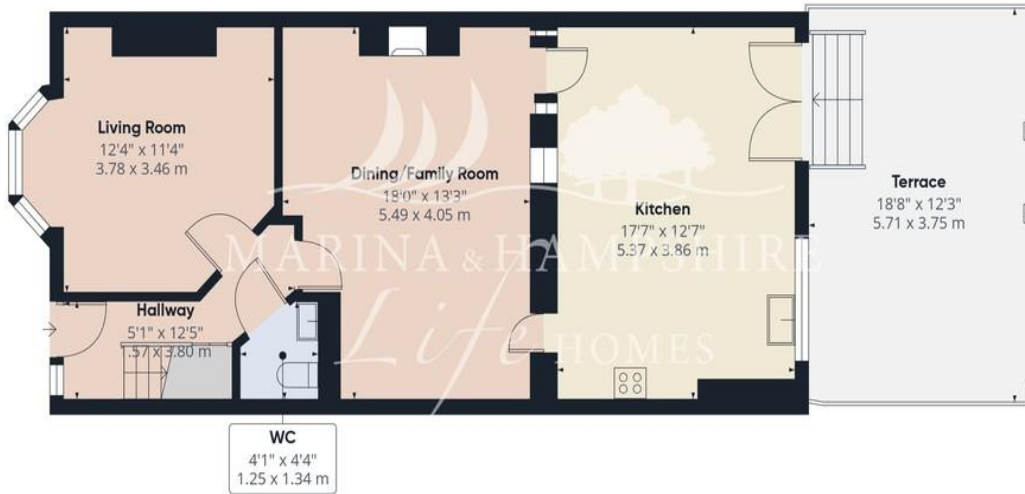 Living Room
12'4" x 11'4"
3.78 x 3.46 m
Dining/Family Room
18'0" x 13'3"
5.49 x 4.05 m
Kitchen
17'7" x 12'7"
5.37 x 3.86 m
Terrace
18'8" x 12'3"
5.71 x 3.75 m
MARINA & HAMPSHIRE
Life HOMES
Hallway
5'1" x 12'5"
.57 x 3.80 m
WC
4'1" x 4'4"
1.25 x 1.34 m